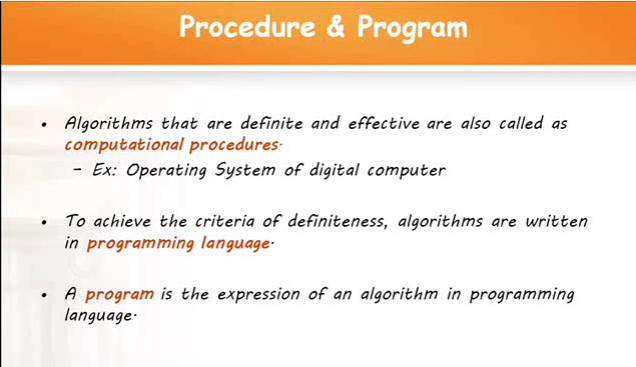 Procedure & Program
• Algorithms that are definite and effective are also called as
computational procedures.
– Ex: Operating System of digital computer
• To achieve the criteria of definiteness, algorithms are written
in programming language.
• A program is the expression of an algorithm in programming
language.